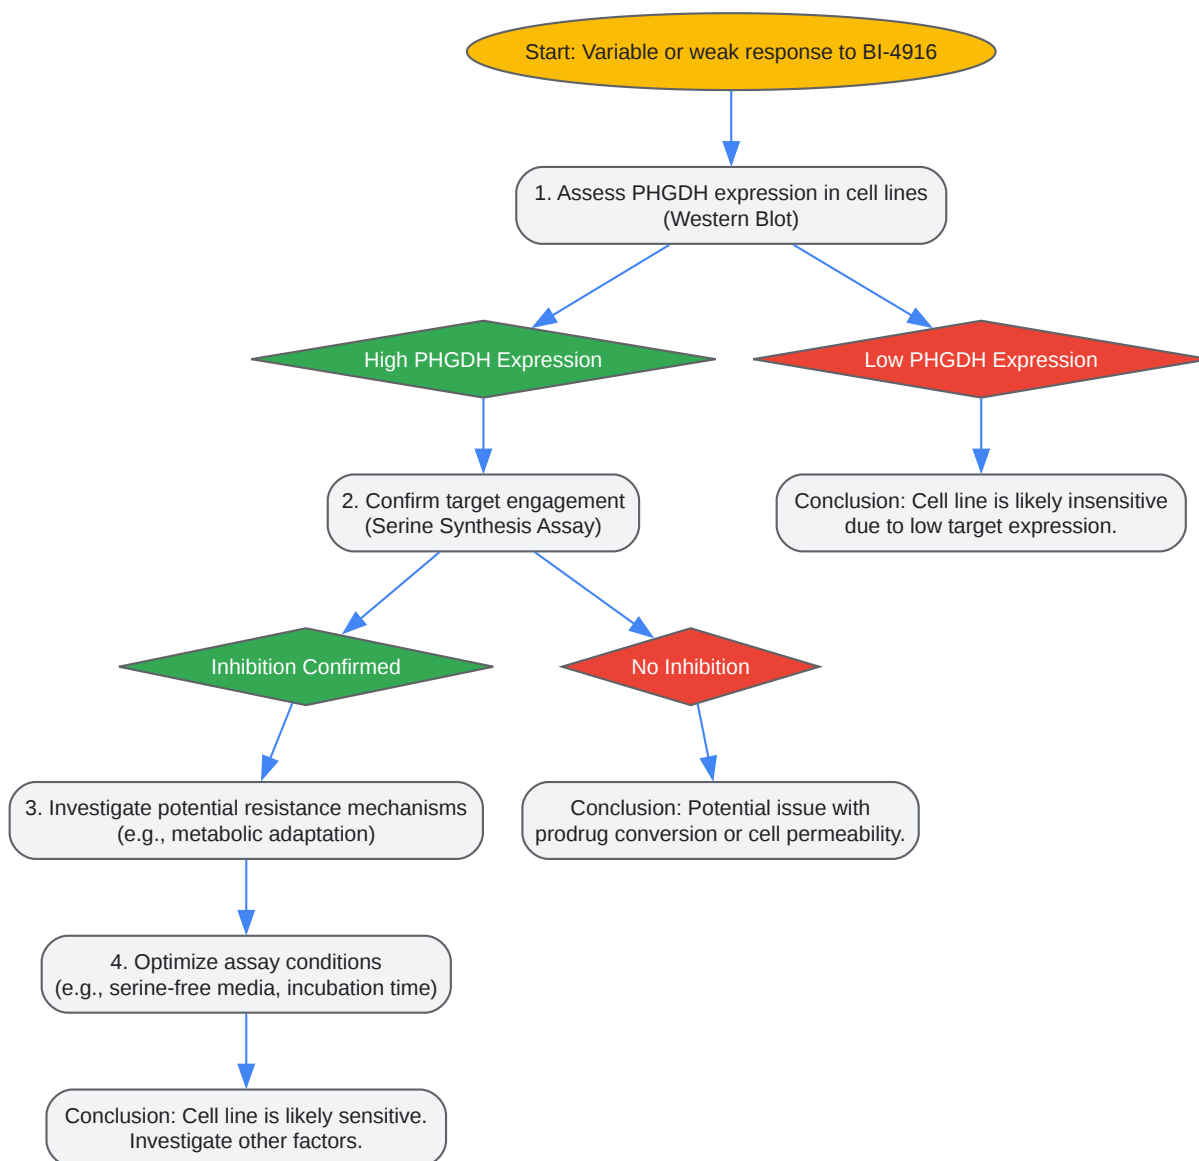 Start: Variable or weak response to BI-4916
1. Assess PHGDH expression in cell lines
(Western Blot)
High PHGDH Expression
Low PHGDH Expression
2. Confirm target engagement
(Serine Synthesis Assay)
Conclusion: Cell line is likely insensitive
due to low target expression.
Inhibition Confirmed
No Inhibition
3. Investigate potential resistance mechanisms
(e.g., metabolic adaptation)
Conclusion: Potential issue with
prodrug conversion or cell permeability.
4. Optimize assay conditions
(e.g., serine-free media, incubation time)
Conclusion: Cell line is likely sensitive.
Investigate other factors.